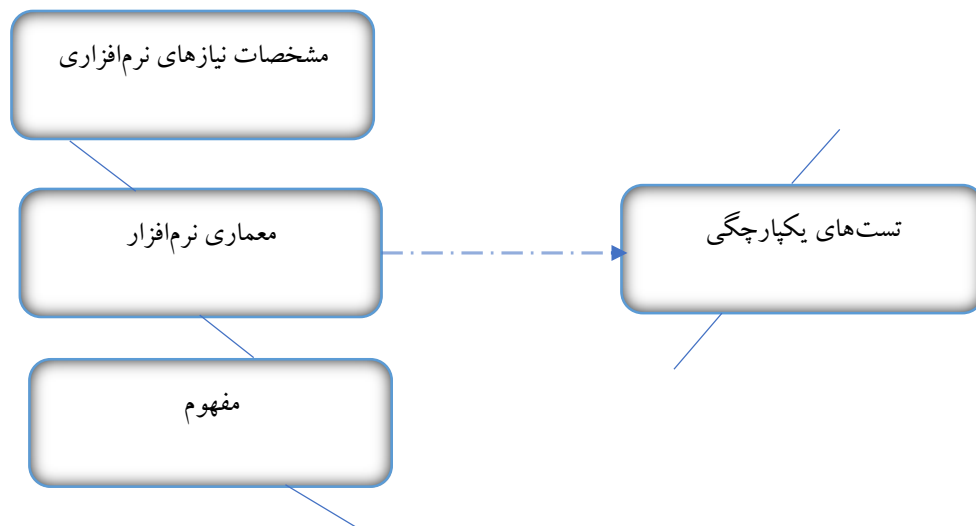 مشخصات نیازهای نرم‌افزاری
معماری نرم‌افزار
تست‌های یکپارچگی
مفهوم